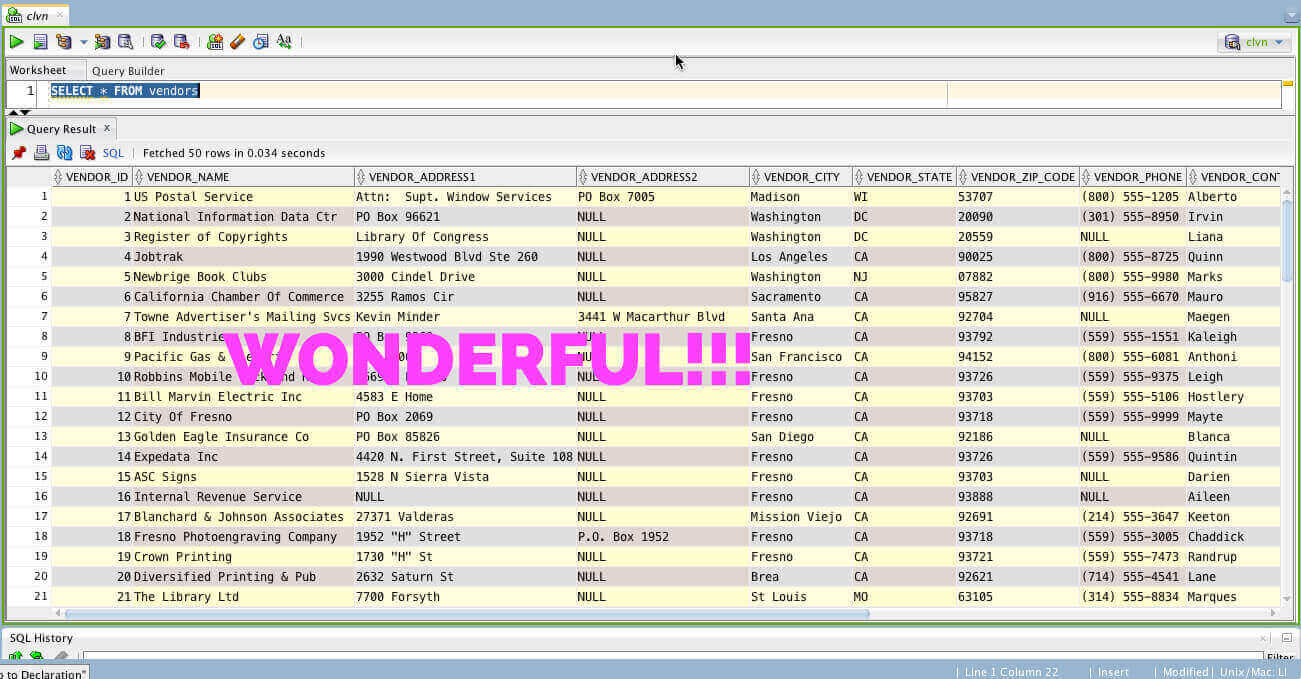 clvn
clvn
Worksheet Query Builder
1 SELECT * FROM vendors
Query Result x
SQL | Fetched 50 rows in 0.034 seconds
VENDOR_ID VENDOR_NAME VENDOR_ADDRESS1 VENDOR_ADDRESS2 VENDOR_CITY VENDOR_STATE VENDOR_ZIP_CODE VENDOR_PHONE
1 1 US Postal Service Attn: Supt. Window Services PO Box 7005 Madison WI 53707 (800) 555-1205 Alberto
2 2 National Information Data Ctr PO Box 96621 NULL Washington DC 20090 (301) 555-8950 Irvin
3 3 Register of Copyrights Library Of Congress NULL Washington DC 20559 NULL Liana
4 4 Jobtrak 1990 Westwood Blvd Ste 260 NULL Los Angeles CA 90025 (800) 555-8725 Quinn
5 5 Newbrige Book Clubs 3000 Cindel Drive NULL Washington NJ 07882 (800) 555-9980 Marks
6 6 California Chamber Of Commerce 3255 Ramos Cir NULL Sacramento CA 95827 (916) 555-6670 Mauro
7 7 Towne Advertiser's Mailing Svcs Kevin Minder 3441 W Macarthur Blvd Santa Ana CA 92704 NULL Maegen
8 8 BFI NULL Fresno CA 93792 (559) 555-1551 Kaleigh
9 9 Pacific Gas & San Francisco CA 94152 (800) 555-6081 Anthoni
WONDERFUL!!!
10 10 Robbins Mobile NULL Fresno CA 93726 (559) 555-9375 Leigh
11 11 Bill Marvin Electric Inc 4583 E Home NULL Fresno CA 93703 (559) 555-5106 Hostlery
12 12 City Of Fresno PO Box 2069 NULL Fresno CA 93718 (559) 555-9999 Mayte
13 13 Golden Eagle Insurance Co PO Box 85826 NULL San Diego CA 92186 NULL Blanca
14 14 Expedata Inc 4420 N. First Street, Suite 108 NULL Fresno CA 93726 (559) 555-9586 Quintin
15 15 ASC Signs 1528 N Sierra Vista NULL Fresno CA 93703 NULL Darien
16 16 Internal Revenue Service NULL NULL Fresno CA 93888 NULL Aileen
17 17 Blanchard & Johnson Associates 27371 Valderas NULL Mission Viejo CA 92691 (214) 555-3647 Keeton
18 18 Fresno Photoengraving Company 1952 "H" Street P.O. Box 1952 Fresno CA 93718 (559) 555-3005 Chaddick
19 19 Crown Printing 1730 "H" St NULL Fresno CA 93721 (559) 555-7473 Randrup
20 20 Diversified Printing & Pub 2632 Saturn St NULL Brea CA 92621 (714) 555-4541 Lane
21 21 The Library Ltd 7700 Forsyth NULL St Louis MO 63105 (314) 555-8834 Marques
SQL History
Filter
to Declaration"
| Line 1 Column 22 | Insert | Modified | Unix/Mac: